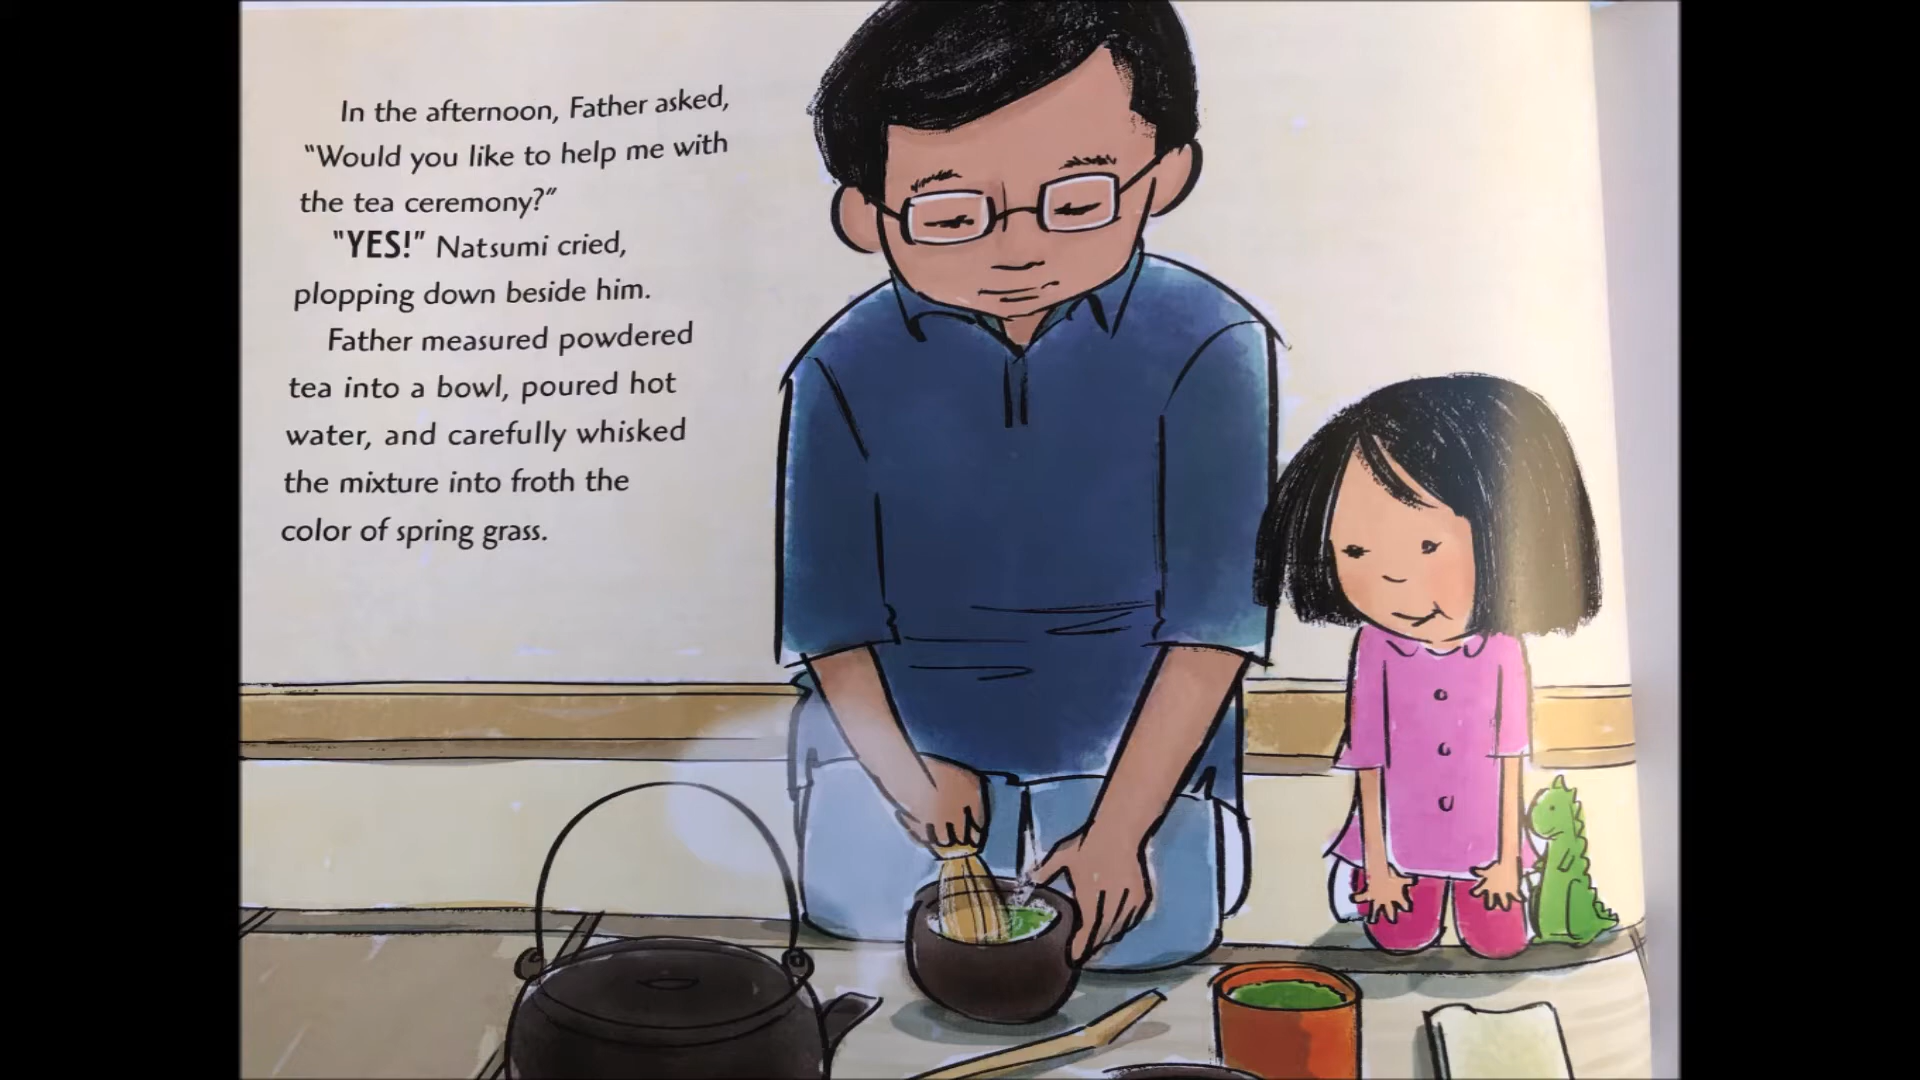 In the afternoon, Father asked,
"Would you like to help me with
the tea ceremony?"
"YES!" Natsumi cried,
plopping down beside him.
Father measured powdered
tea into a bowl, poured hot
water, and carefully whisked
the mixture into froth the
color of spring grass.